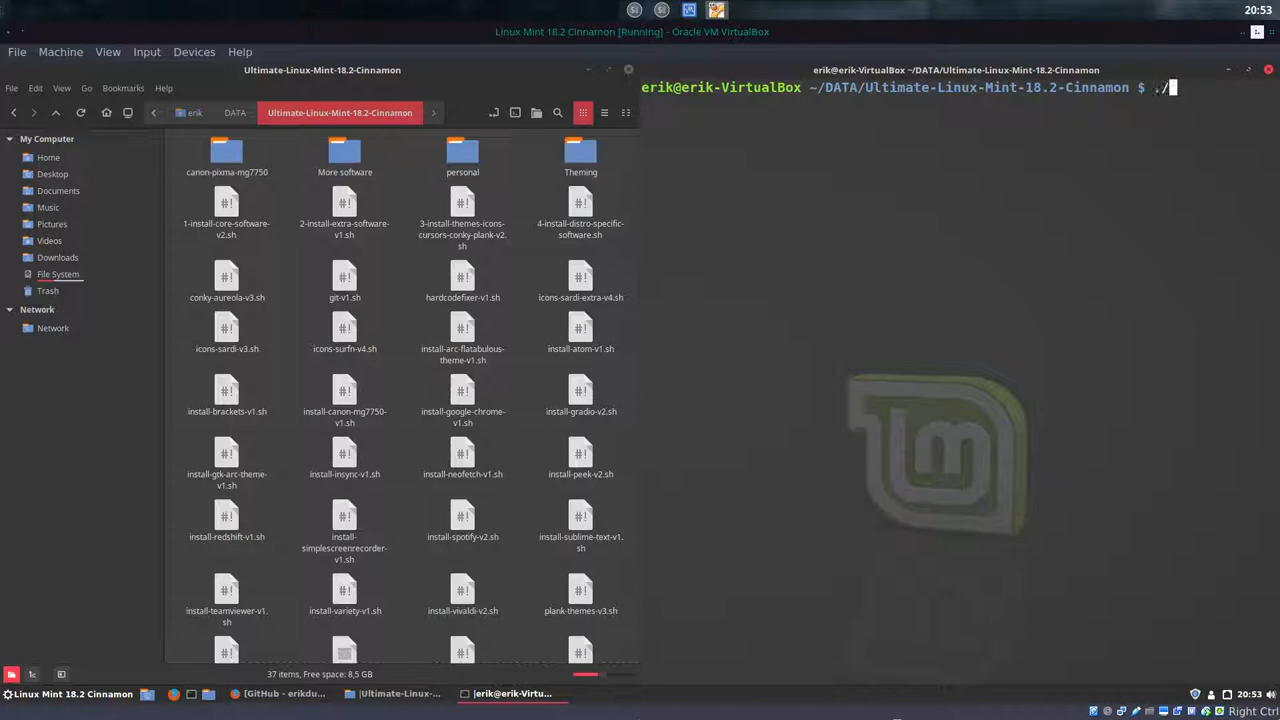 20:53
Linux Mint 18.2 Cinnamon [Running] - Oracle VM VirtualBox
File Machine View Input Devices Help
Ultimate-Linux-Mint-18.2-Cinnamon
File Edit View Go Bookmarks Help
erik DATA Ultimate-Linux-Mint-18.2-Cinnamon
My Computer
Home
Desktop
Documents
Music
Pictures
Videos
Downloads
File System
Trash
Network
Network
canon-pixma-mg7750
More software
personal
Theming
1-install-core-software-
v2.sh
2-install-extra-software-
v1.sh
3-install-themes-icons-
cursors-conky-plank-v2.
sh
4-install-distro-specific-
software.sh
conky-aureola-v3.sh
git-v1.sh
hardcodefixer-v1.sh
icons-sardi-extra-v4.sh
icons-sardi-v3.sh
icons-surfn-v4.sh
install-arc-flatabulous-
theme-v1.sh
install-atom-v1.sh
install-brackets-v1.sh
install-canon-mg7750-
v1.sh
install-google-chrome-
v1.sh
install-gradio-v2.sh
install-gtk-arc-theme-
v1.sh
install-insync-v1.sh
install-neofetch-v1.sh
install-peek-v2.sh
install-redshift-v1.sh
install-
simplescreenrecorder-
v1.sh
install-spotify-v2.sh
install-sublime-text-v1.
sh
install-teamviewer-v1.
sh
install-variety-v1.sh
install-vivaldi-v2.sh
plank-themes-v3.sh
37 items, Free space: 8,5 GB
erik@erik-VirtualBox ~/DATA/Ultimate-Linux-Mint-18.2-Cinnamon
erik@erik-VirtualBox ~/DATA/Ultimate-Linux-Mint-18.2-Cinnamon $ ./
lm
Linux Mint 18.2 Cinnamon
[GitHub - erikdu...
|Ultimate-Linux-...
|erik@erik-Virtu...
20:53
Right Ctrl